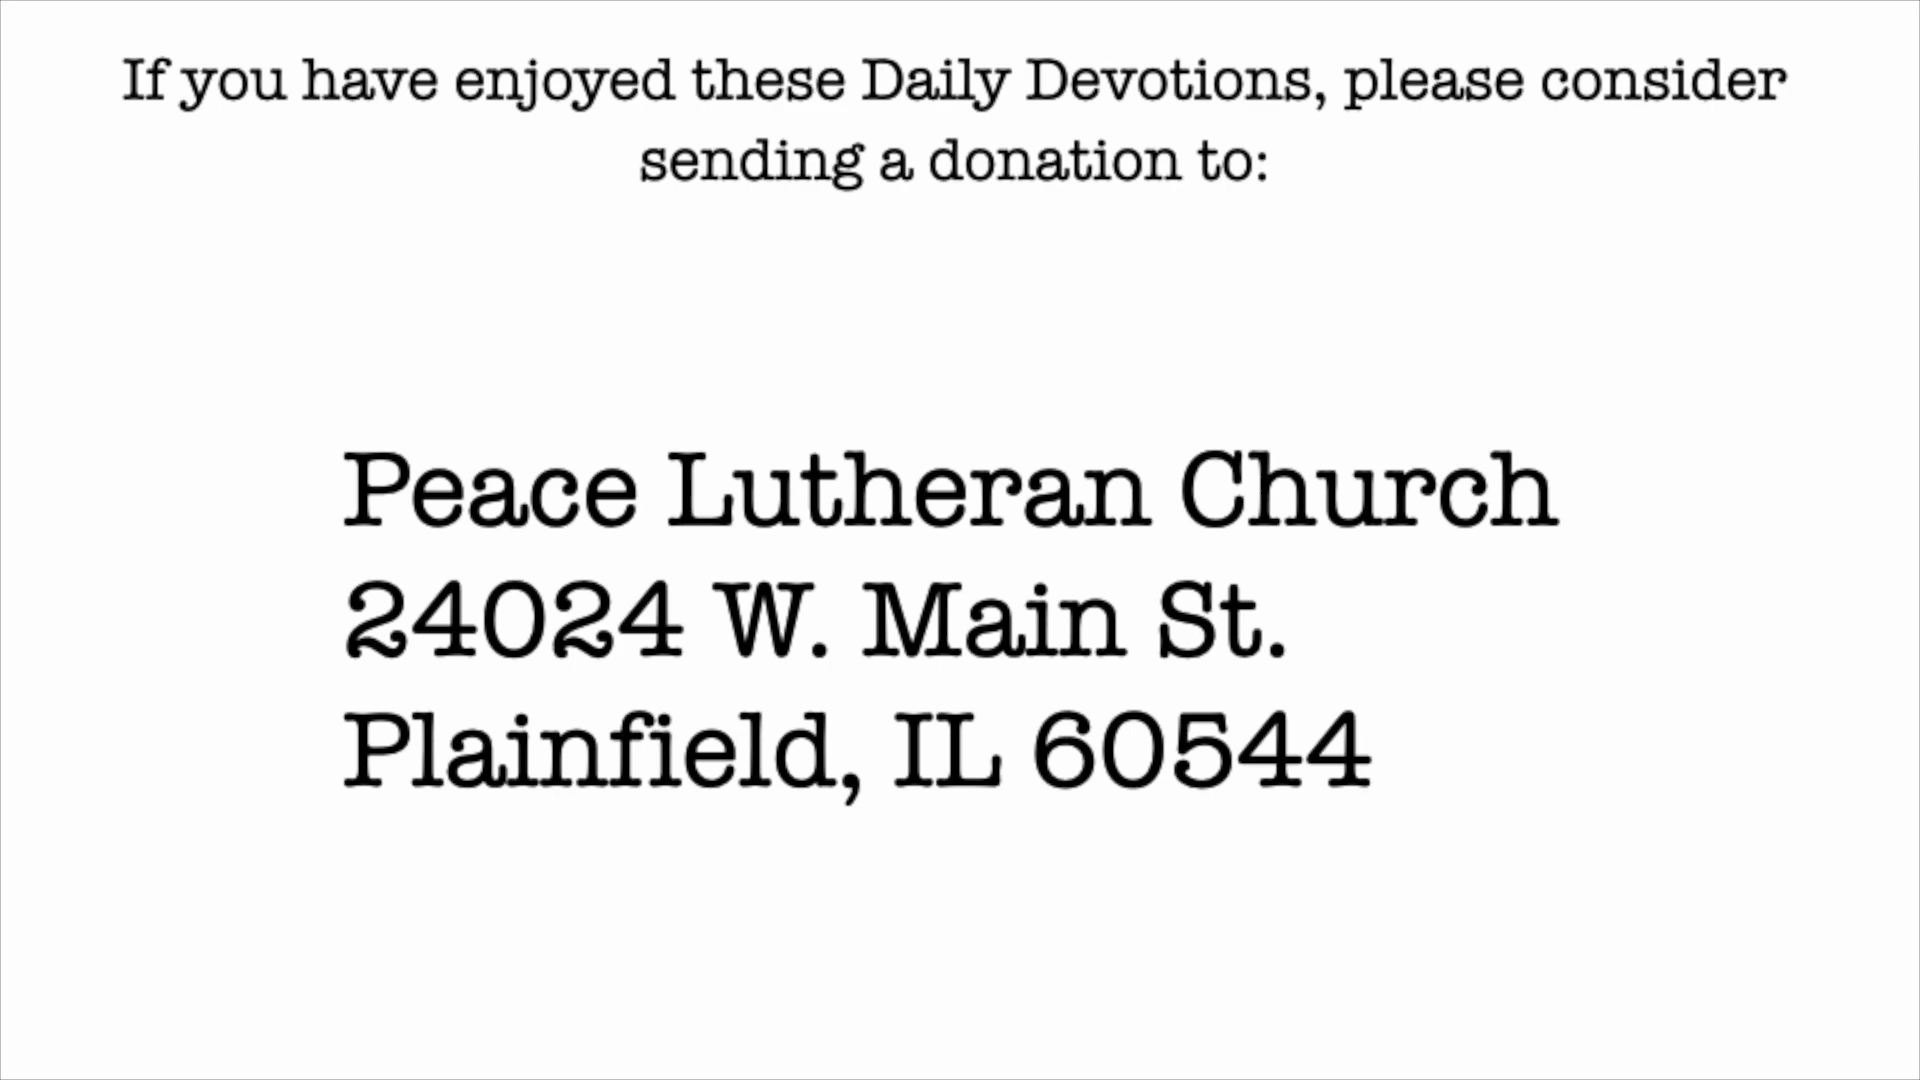 If you have enjoyed these Daily Devotions, please consider
sending a donation to:
Peace Lutheran Church
24024 W. Main St.
Plainfield, IL 60544